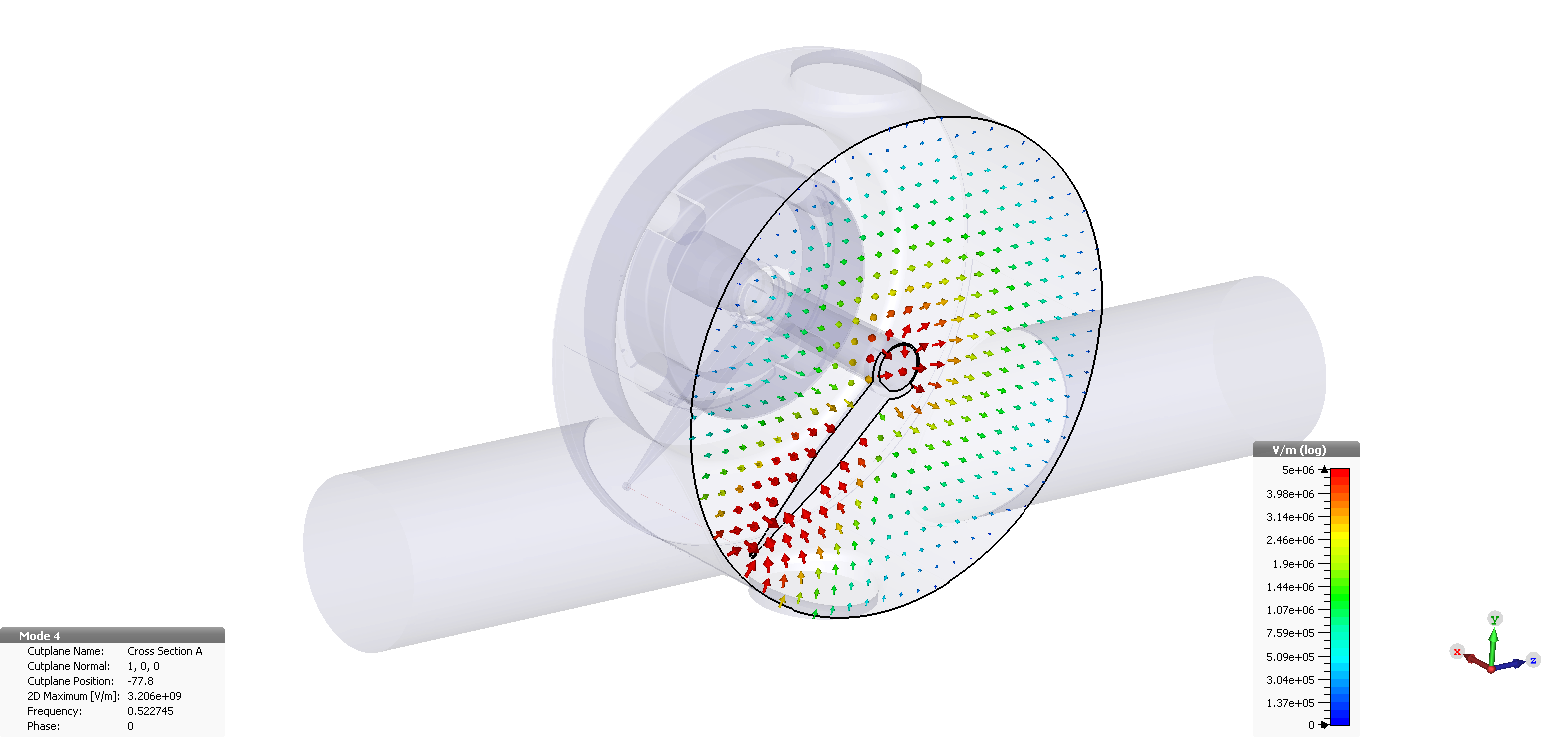 V/m (log)
5e+06
3.98e+06
3.14e+06
2.46e+06
1.9e+06
1.44e+06
1.07e+06
7.59e+05
5.09e+05
3.04e+05
1.37e+05
0
y
x
z
Mode 4
Cutplane Name: Cross Section A
Cutplane Normal: 1, 0, 0
Cutplane Position: -77.8
2D Maximum [V/m]: 3.206e+09
Frequency: 0.522745
Phase: 0